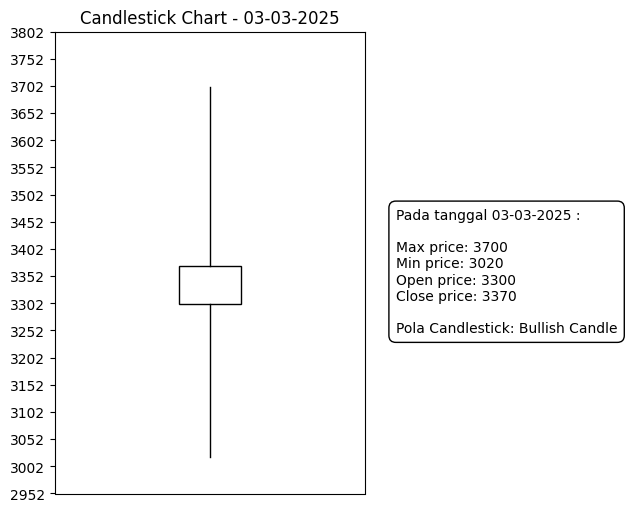 Candlestick Chart - 03-03-2025
3802
3752
3702
3652
3602
3552
3502
3452
3402
3352
3302
3252
3202
3152
3102
3052
3002
2952
Pada tanggal 03-03-2025 :
Max price: 3700
Min price: 3020
Open price: 3300
Close price: 3370
Pola Candlestick: Bullish Candle